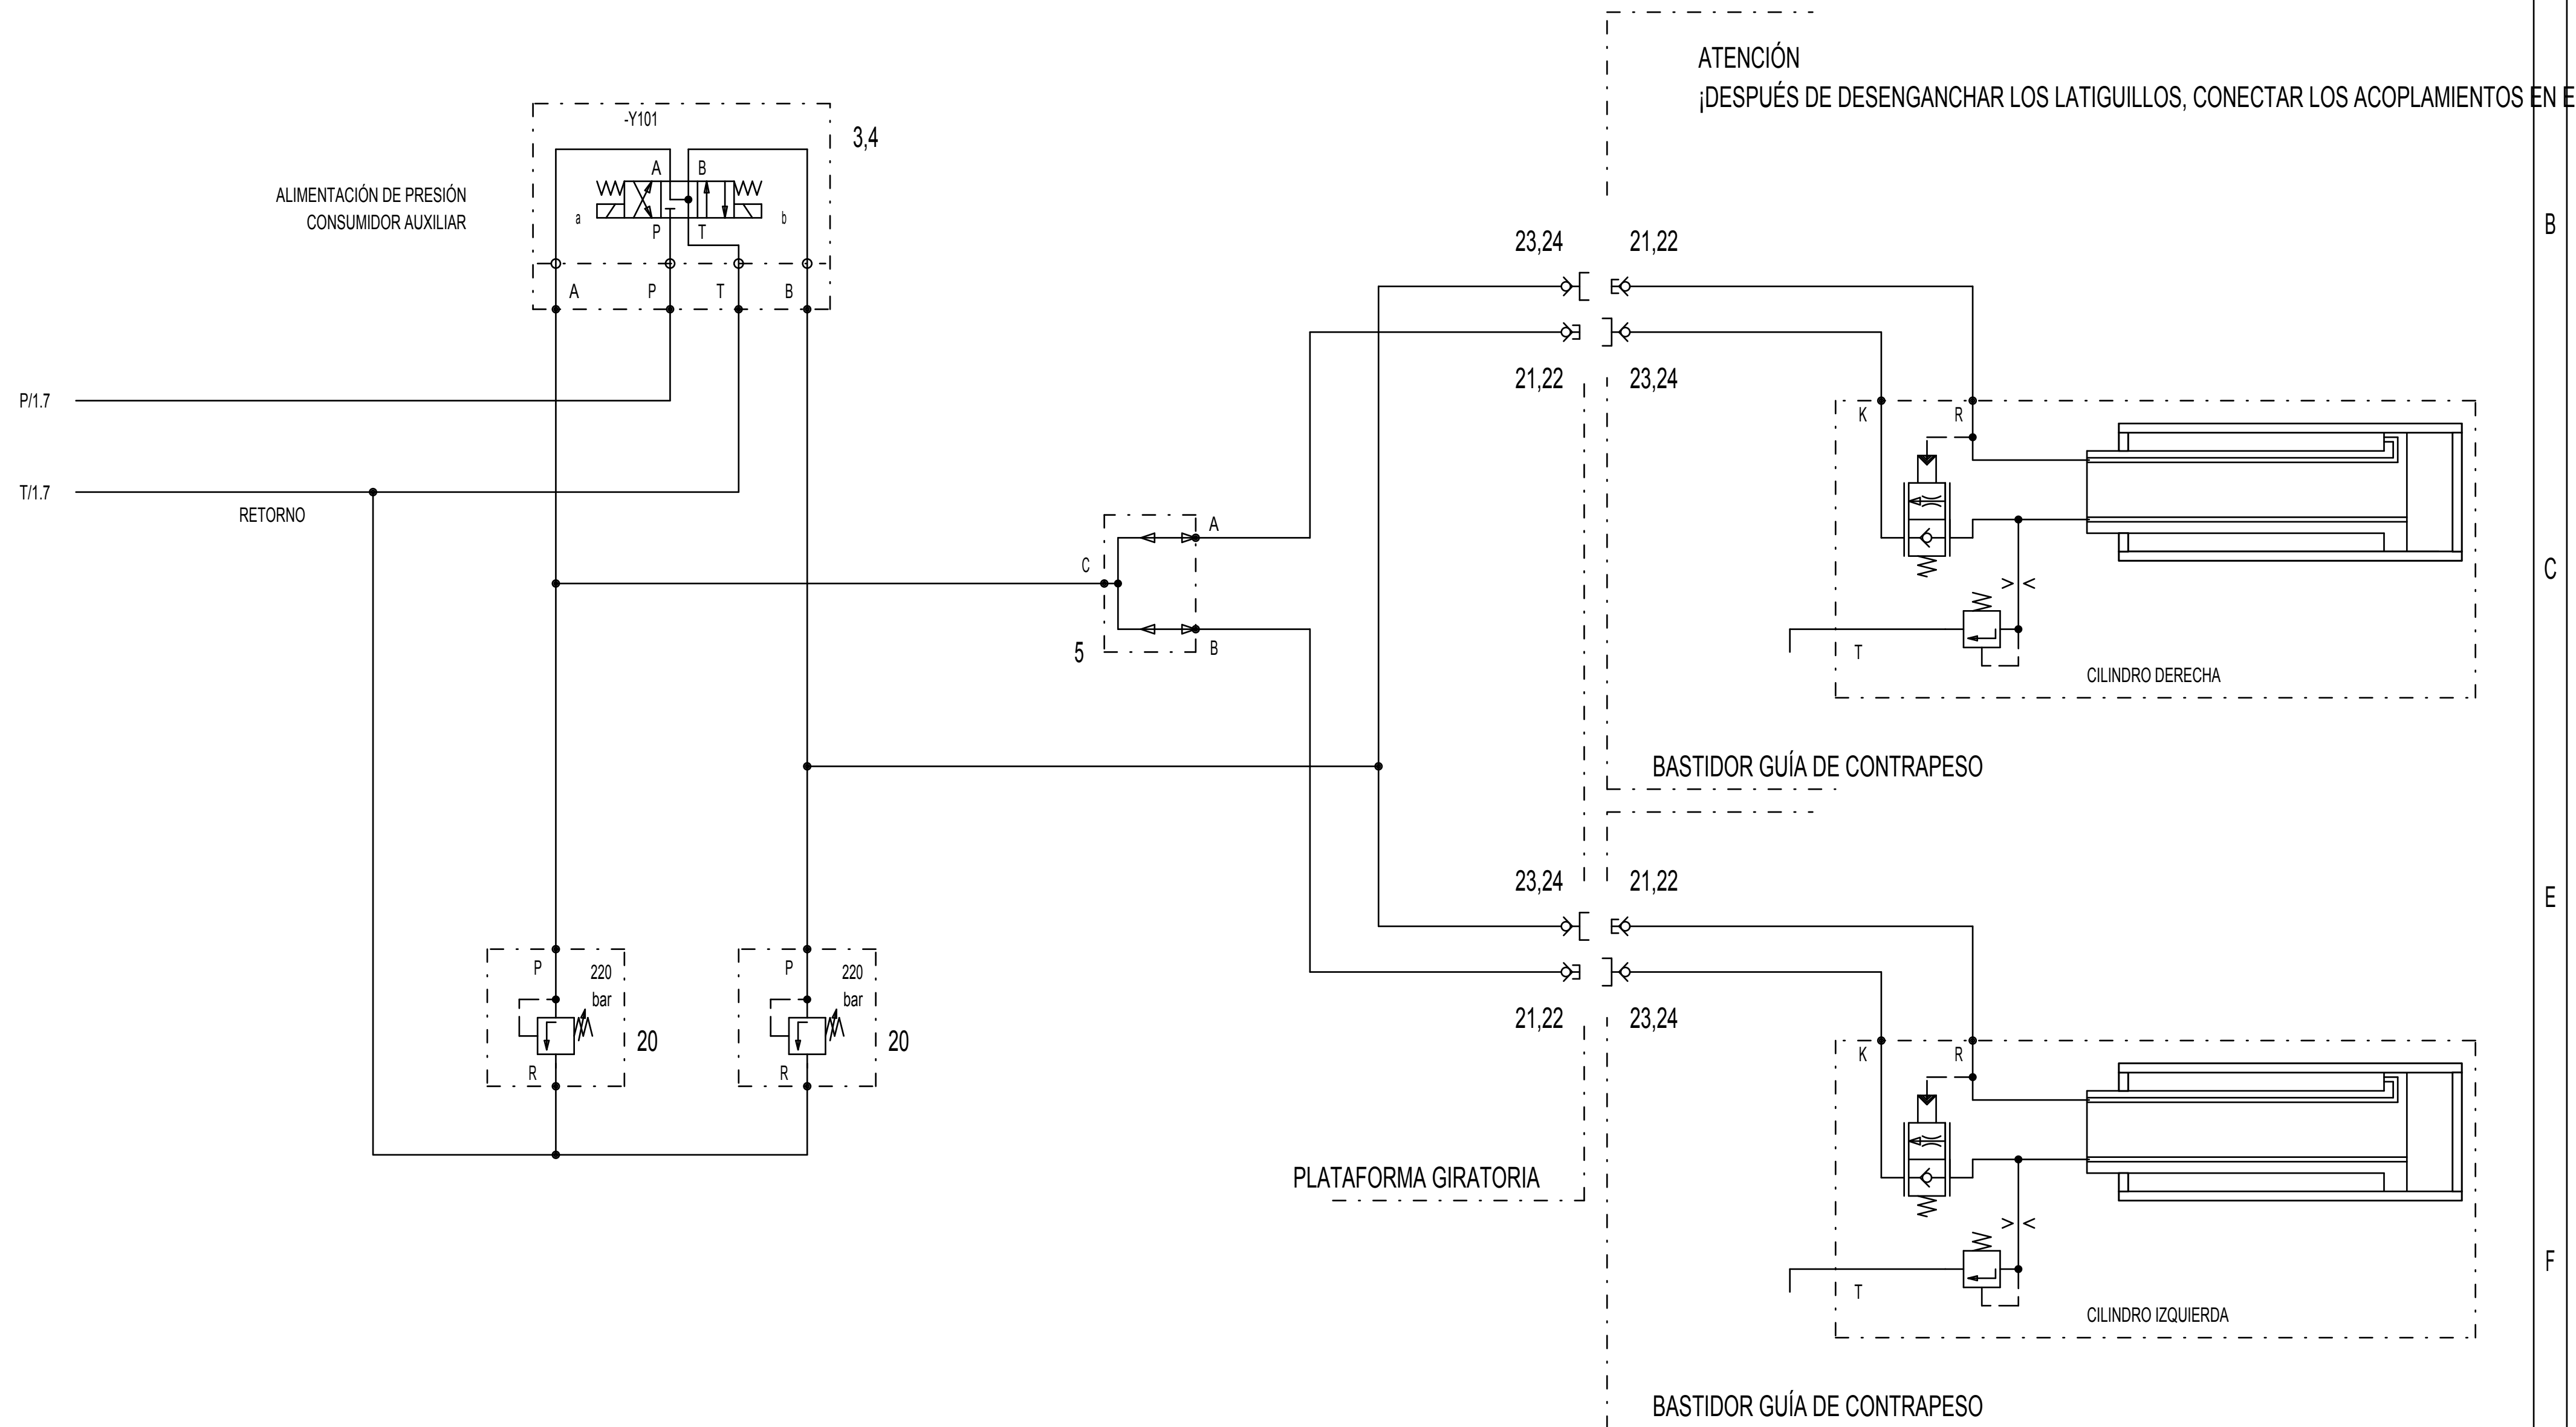 ATENCIÓN
¡DESPUÉS DE DESENGANCHAR LOS LATIGUILLOS, CONECTAR LOS ACOPLAMIENTOS EN E
-Y101
3,4
A
B
ALIMENTACIÓN DE PRESIÓN
CONSUMIDOR AUXILIAR
a
b
P
T
A
P
T
B
B
23,24
21,22
21,22
23,24
P/1.7
T/1.7
RETORNO
K
R
A
C
B
5
C
T
CILINDRO DERECHA
BASTIDOR GUÍA DE CONTRAPESO
23,24
21,22
E
P
220
bar
20
R
P
220
bar
20
R
21,22
23,24
K
R
PLATAFORMA GIRATORIA
T
F
CILINDRO IZQUIERDA
BASTIDOR GUÍA DE CONTRAPESO